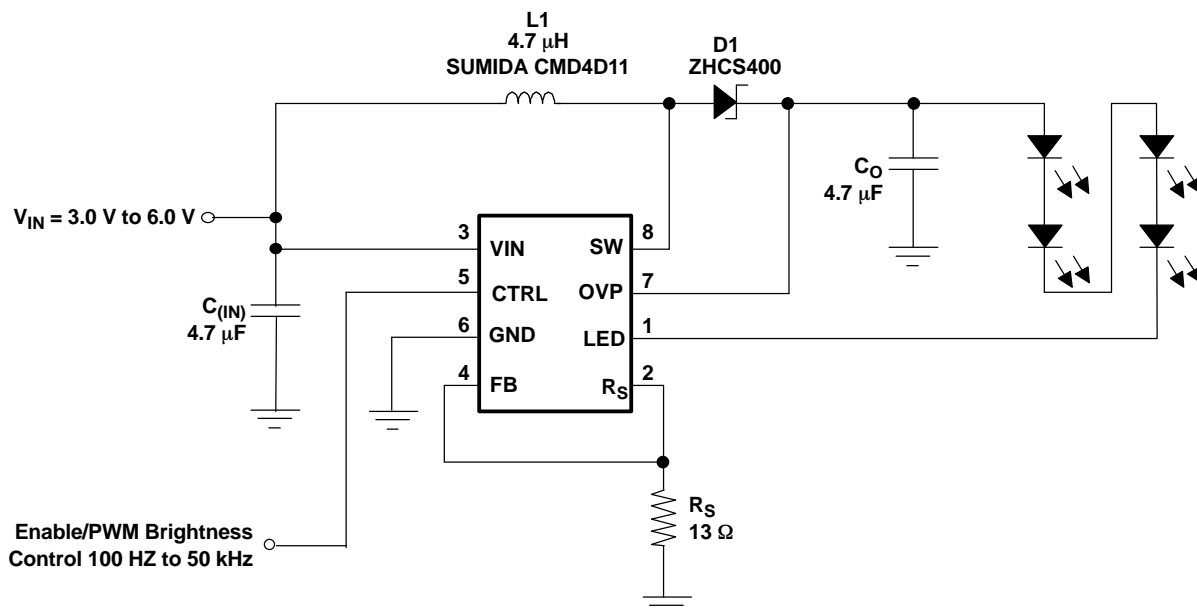 L1
4.7 μH
SUMIDA CMD4D11
D1
ZHCS400
C_O
4.7 μF
V_IN = 3.0 V to 6.0 V
3
VIN
SW
8
5
CTRL
OVP
7
C_(IN)
4.7 μF
6
GND
LED
1
4
FB
R_S
2
R_S
13 Ω
Enable/PWM Brightness
Control 100 HZ to 50 kHz